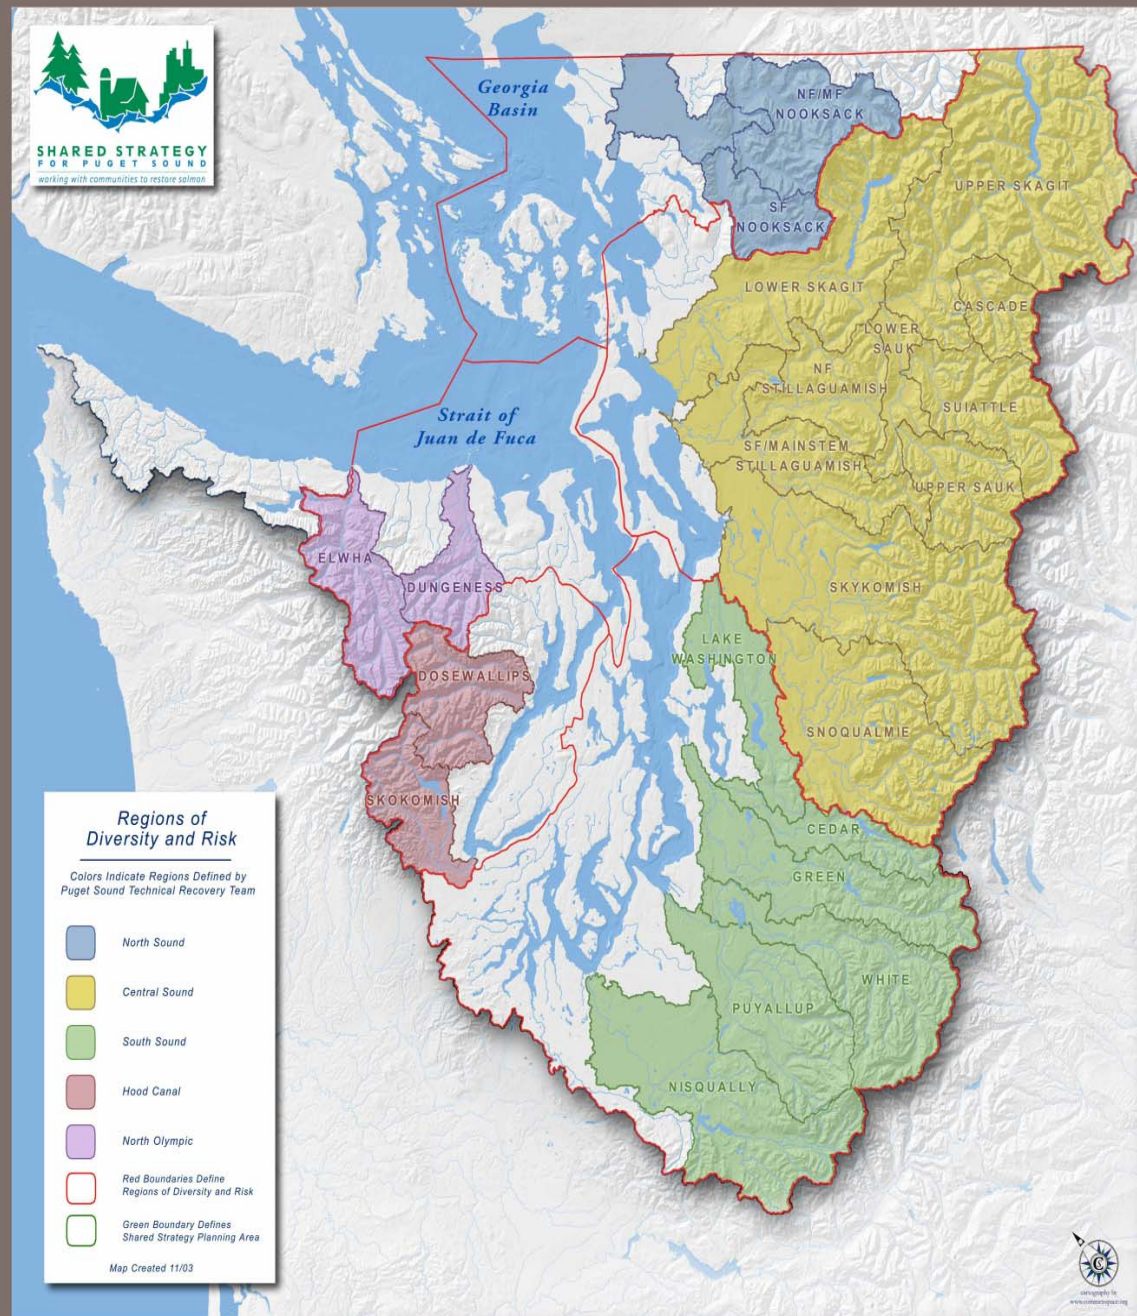 SHARED STRATEGY
FOR PUGET SOUND
working with communities to restore salmon
Georgia
Basin
NF/MF
NOOKSACK
SF
NOOKSACK
UPPER SKAGIT
LOWER SKAGIT
CASCADE
LOWER
SAUK
NF
STILLAGUAMISH
SUIATTLE
Strait of
Juan de Fuca
SF/MAINSTEM
STILLAGUAMISH
UPPER SAUK
ELWHA
DUNGENESS
SKYKOMISH
LAKE
WASHINGTON
DOSEWALLIPS
SNOQUALMIE
SKOKOMISH
CEDAR
GREEN
WHITE
PUYALLUP
NISQUALLY
Regions of
Diversity and Risk
Colors Indicate Regions Defined by
Puget Sound Technical Recovery Team
North Sound
Central Sound
South Sound
Hood Canal
North Olympic
Red Boundaries Define
Regions of Diversity and Risk
Green Boundary Defines
Shared Strategy Planning Area
Map Created 11/03
cartography by